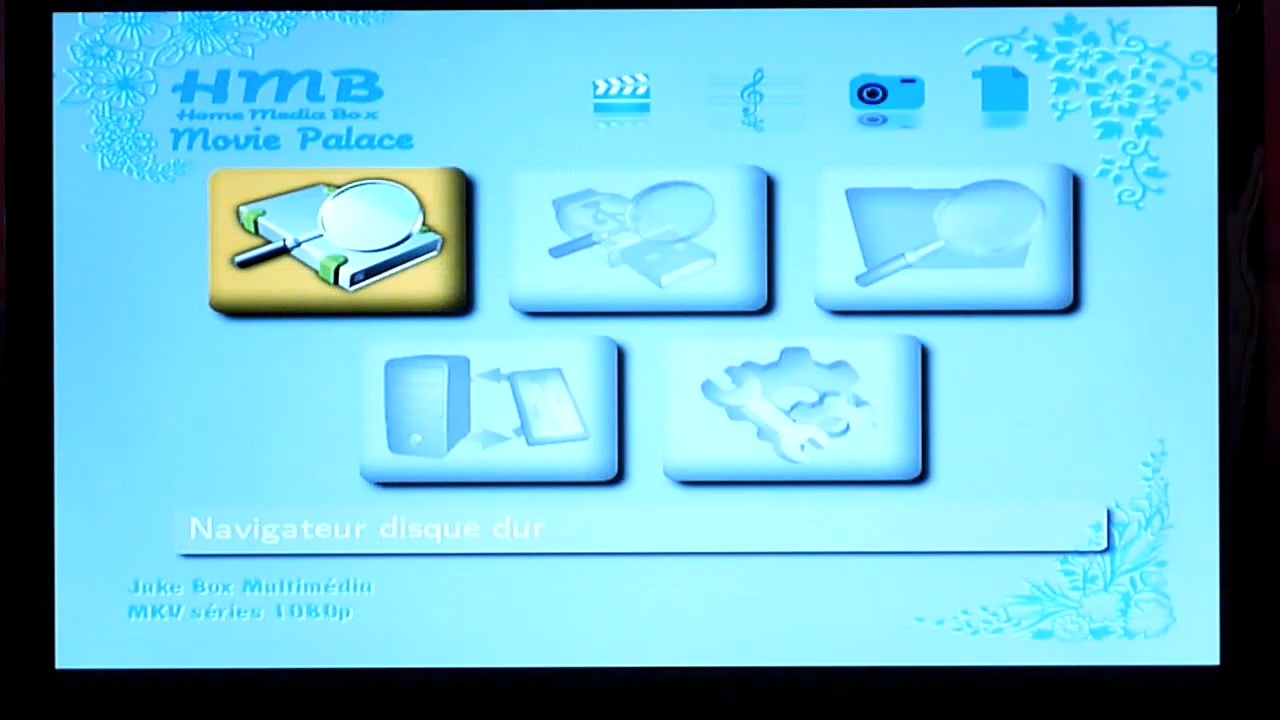 HMB
Home Media Box
Movie Palace
Navigateur disque dur
Juke Box Multimédia
MKV séries 1080p